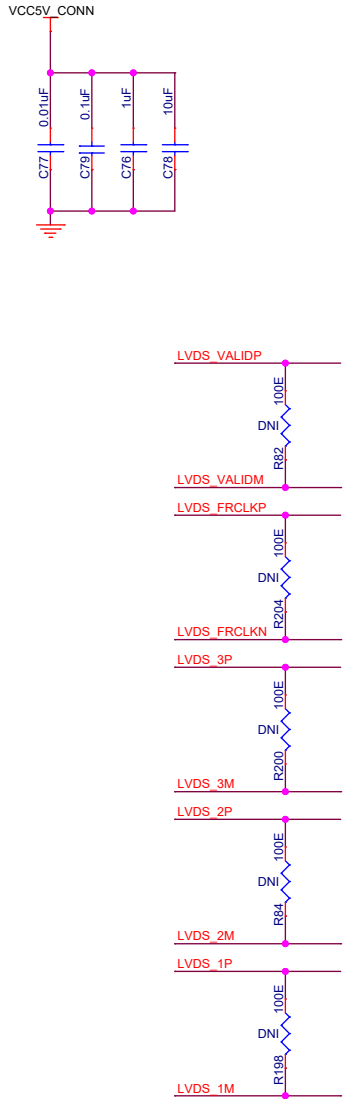 VCC5V_CONN
0.01uF
0.1uF
1uF
10uF
C77
C79
C76
C78
LVDS_VALIDP
100E
DNI
R82
LVDS_VALIDM
LVDS_FRCLKP
100E
DNI
R204
LVDS_FRCLKN
LVDS_3P
100E
DNI
R200
LVDS_3M
LVDS_2P
100E
DNI
R84
LVDS_2M
LVDS_1P
100E
DNI
R198
LVDS_1M